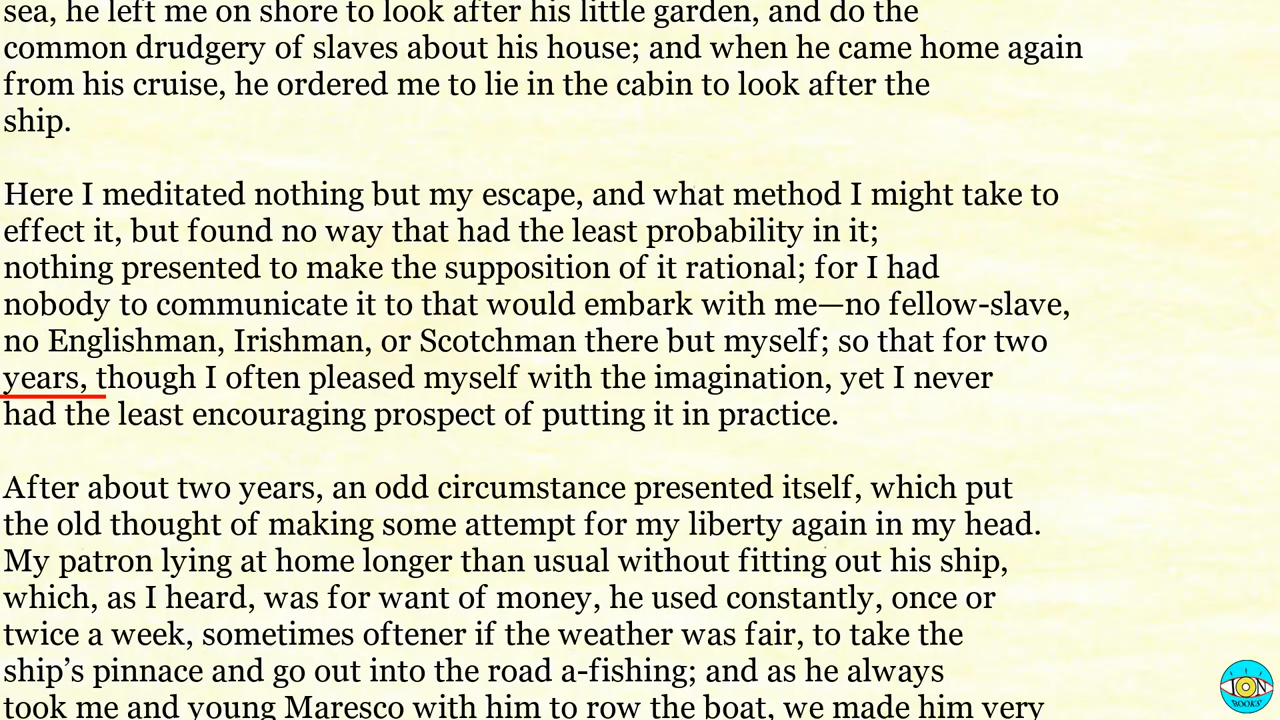 sea, he left me on shore to look after his little garden, and do the
common drudgery of slaves about his house; and when he came home again
from his cruise, he ordered me to lie in the cabin to look after the
ship.
Here I meditated nothing but my escape, and what method I might take to
effect it, but found no way that had the least probability in it;
nothing presented to make the supposition of it rational; for I had
nobody to communicate it to that would embark with me—no fellow-slave,
no Englishman, Irishman, or Scotchman there but myself; so that for two
years, though I often pleased myself with the imagination, yet I never
had the least encouraging prospect of putting it in practice.
After about two years, an odd circumstance presented itself, which put
the old thought of making some attempt for my liberty again in my head.
My patron lying at home longer than usual without fitting out his ship,
which, as I heard, was for want of money, he used constantly, once or
twice a week, sometimes oftener if the weather was fair, to take the
ship’s pinnace and go out into the road a-fishing; and as he always
took me and young Maresco with him to row the boat, we made him very
ION
BOOKS